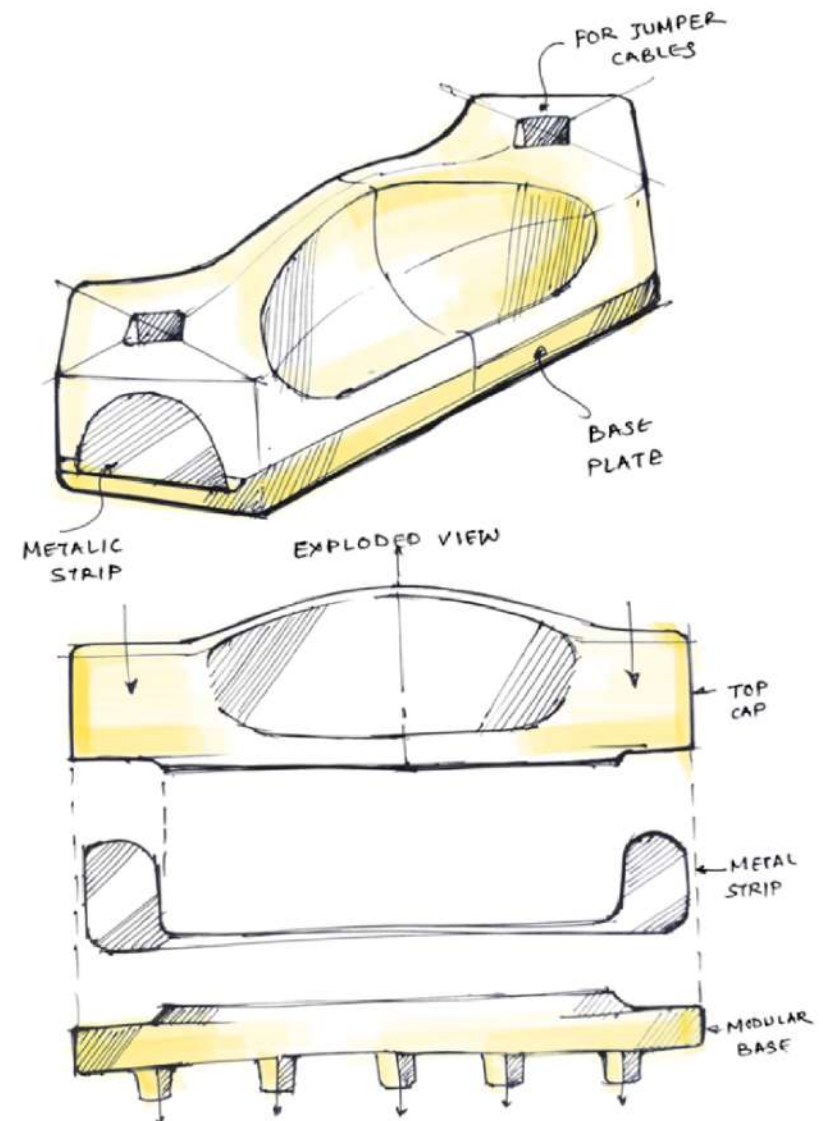 FOR JUMPER
CABLES
BASE
PLATE
METALIC
STRIP
EXPLODED VIEW
TOP
CAP
METAL
STRIP
MODULAR
BASE